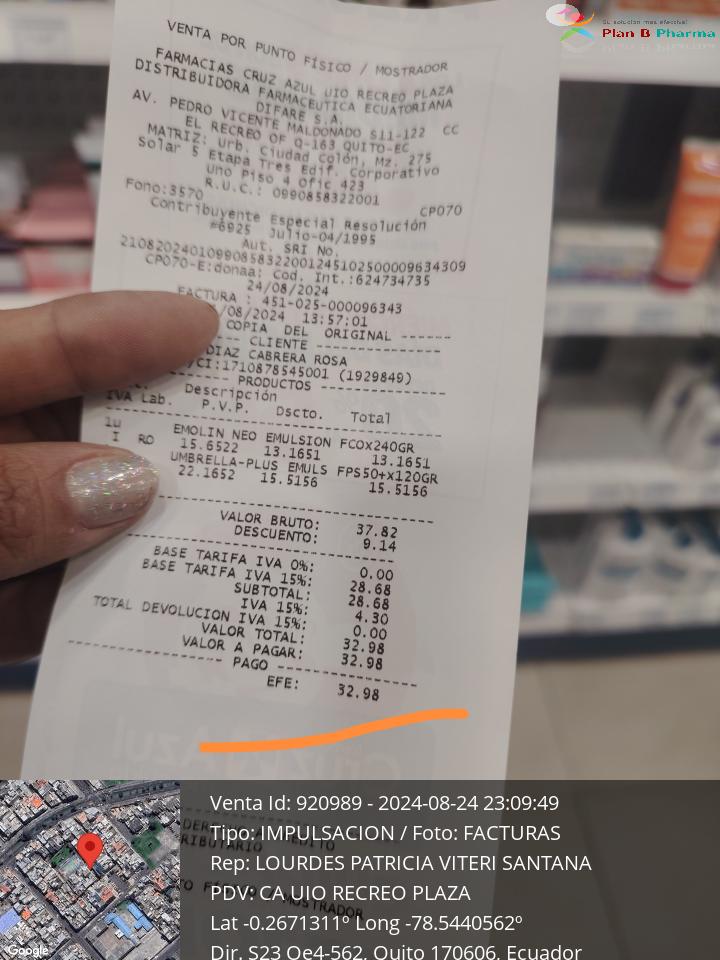 Su solución más efectiva!
Plan B Pharma
VENTA POR PUNTO FÍSICO / MOSTRADOR
FARMACIAS CRUZ AZUL UIO RECREO PLAZA
DISTRIBUIDORA FARMACEUTICA ECUATORIANA
DIFARE S.A.
AV. PEDRO VICENTE MALDONADO S11-122 CC
EL RECREO OF Q-163 QUITO-EC
MATRIZ: Urb. Ciudad Colón, Mz. 275
Solar 5 Etapa Tres Edif. Corporativo
Uno Piso 4 Ofic 423
R.U.C.: 0990858322001
Fono:3570 CP070
Contribuyente Especial Resolución
#6925 Julio-04/1995
Aut. SRI No.
21082024010990858322001245102500009634309
CP070-E:donaa: Cod. Int.:624734735
24/08/2024
FACTURA : 451-025-000096343
/08/2024 13:57:01
COPIA DEL ORIGINAL ------
--- CLIENTE ---------------
DIAZ CABRERA ROSA
/CI:1710878545001 (1929849)
------- PRODUCTOS -------------
Descripción
IVA Lab. P.V.P. Dscto. Total
1u EMOLIN NEO EMULSION FCOx240GR
I RO 15.6522 13.1651 13.1651
UMBRELLA-PLUS EMULS FPS50+x120GR
22.1652 15.5156 15.5156
VALOR BRUTO: 37.82
DESCUENTO: 9.14
BASE TARIFA IVA 0%: 0.00
BASE TARIFA IVA 15%: 28.68
SUBTOTAL: 28.68
IVA 15%: 4.30
TOTAL DEVOLUCION IVA 15%: 0.00
VALOR TOTAL: 32.98
VALOR A PAGAR: 32.98
-------------------- PAGO ------------------
EFE: 32.98
Venta Id: 920989 - 2024-08-24 23:09:49
Tipo: IMPULSACION / Foto: FACTURAS
Rep: LOURDES PATRICIA VITERI SANTANA
PDV: CA UIO RECREO PLAZA
Lat -0.2671311º Long -78.5440562º
Dir. S23 Oe4-562, Quito 170606, Ecuador
Google